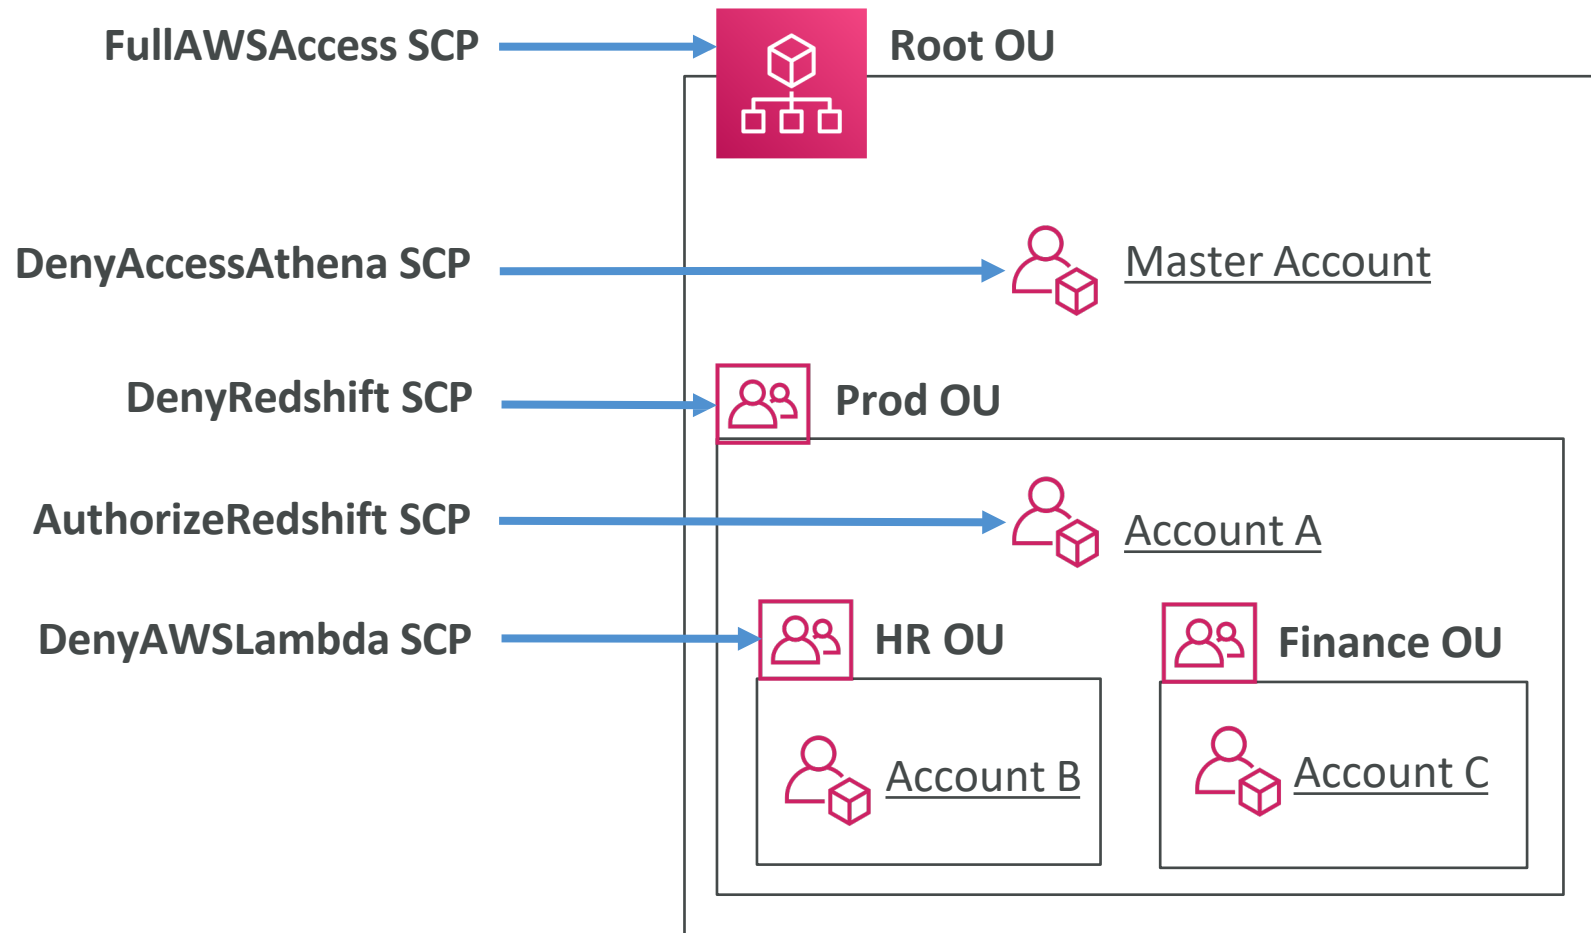 FullAWSAccess SCP
Root OU
DenyAccessAthena SCP
Master Account
DenyRedshift SCP
Prod OU
AuthorizeRedshift SCP
Account A
DenyAWSLambda SCP
HR OU
Finance OU
Account B
Account C